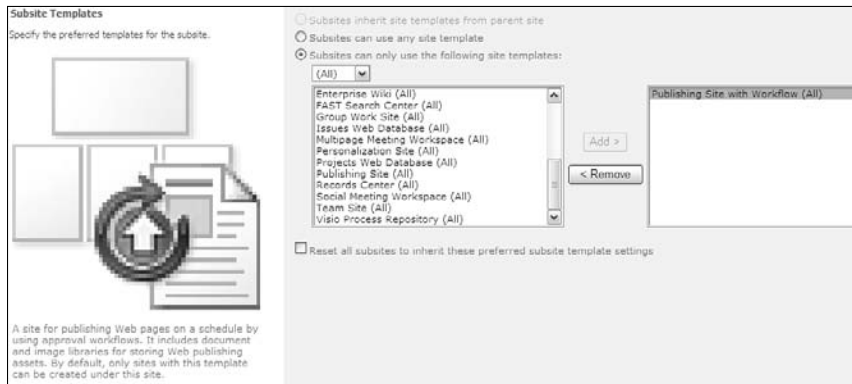 Subsite Templates
Specify the preferred templates for the subsite.
Subsites inherit site templates from parent site
Subsites can use any site template
Subsites can only use the following site templates:
(All)
Enterprise Wiki (All)
FAST Search Center (All)
Group Work Site (All)
Issues Web Database (All)
Multipage Meeting Workspace (All)
Personalization Site (All)
Projects Web Database (All)
Publishing Site (All)
Records Center (All)
Social Meeting Workspace (All)
Team Site (All)
Visio Process Repository (All)
Add >
< Remove
Publishing Site with Workflow (All)
Reset all subsites to inherit these preferred subsite template settings
A site for publishing Web pages on a schedule by
using approval workflows. It includes document
and image libraries for storing Web publishing
assets. By default, only sites with this template
can be created under this site.